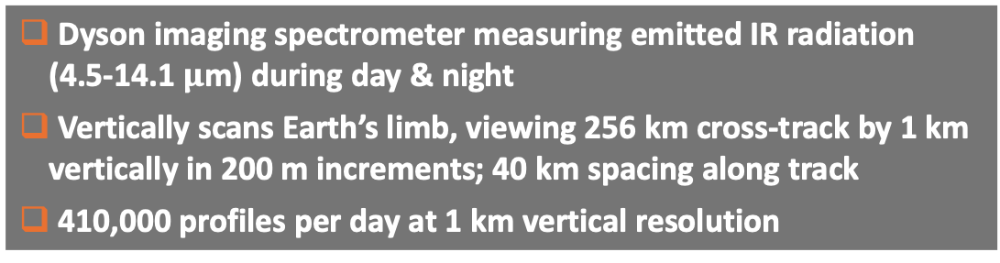 ❑ Dyson imaging spectrometer measuring emitted IR radiation
(4.5-14.1 μm) during day & night
❑ Vertically scans Earth’s limb, viewing 256 km cross-track by 1 km
vertically in 200 m increments; 40 km spacing along track
❑ 410,000 profiles per day at 1 km vertical resolution